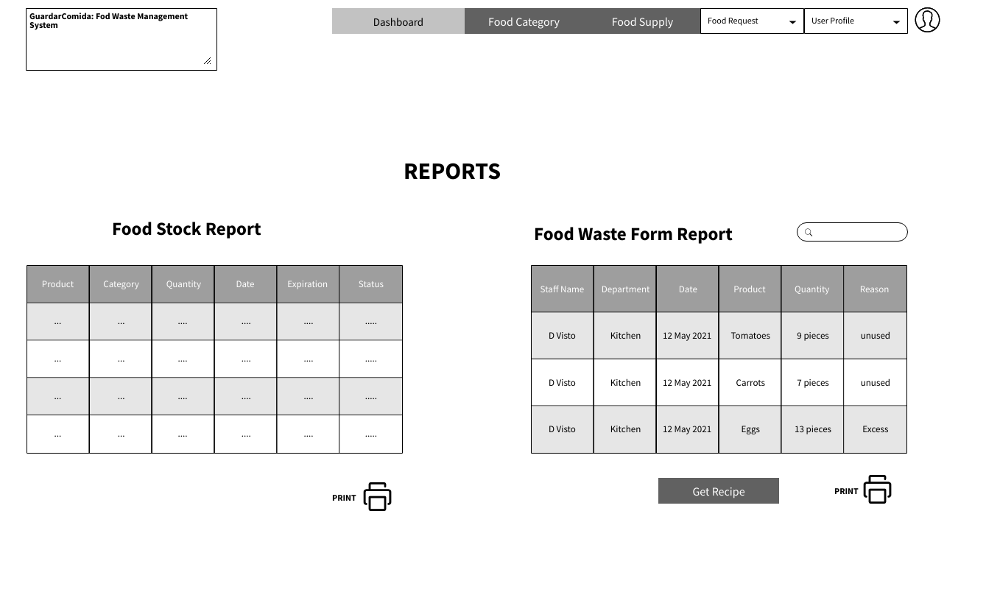 GuardarComida: Fod Waste Management
System
Dashboard Food Category Food Supply Food Request User Profile
REPORTS
Food Stock Report
Product Category Quantity Date Expiration Status
... ... .... .... .... .....
... ... .... .... .... .....
... ... .... .... .... .....
... ... .... .... .... .....
PRINT
Food Waste Form Report
Staff Name Department Date Product Quantity Reason
D Visto Kitchen 12 May 2021 Tomatoes 9 pieces unused
D Visto Kitchen 12 May 2021 Carrots 7 pieces unused
D Visto Kitchen 12 May 2021 Eggs 13 pieces Excess
Get Recipe
PRINT